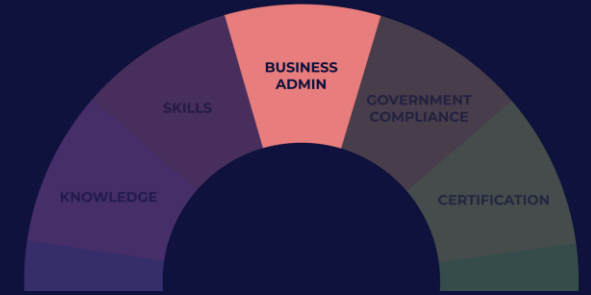 BUSINESS
ADMIN
SKILLS
GOVERNMENT
COMPLIANCE
KNOWLEDGE
CERTIFICATION